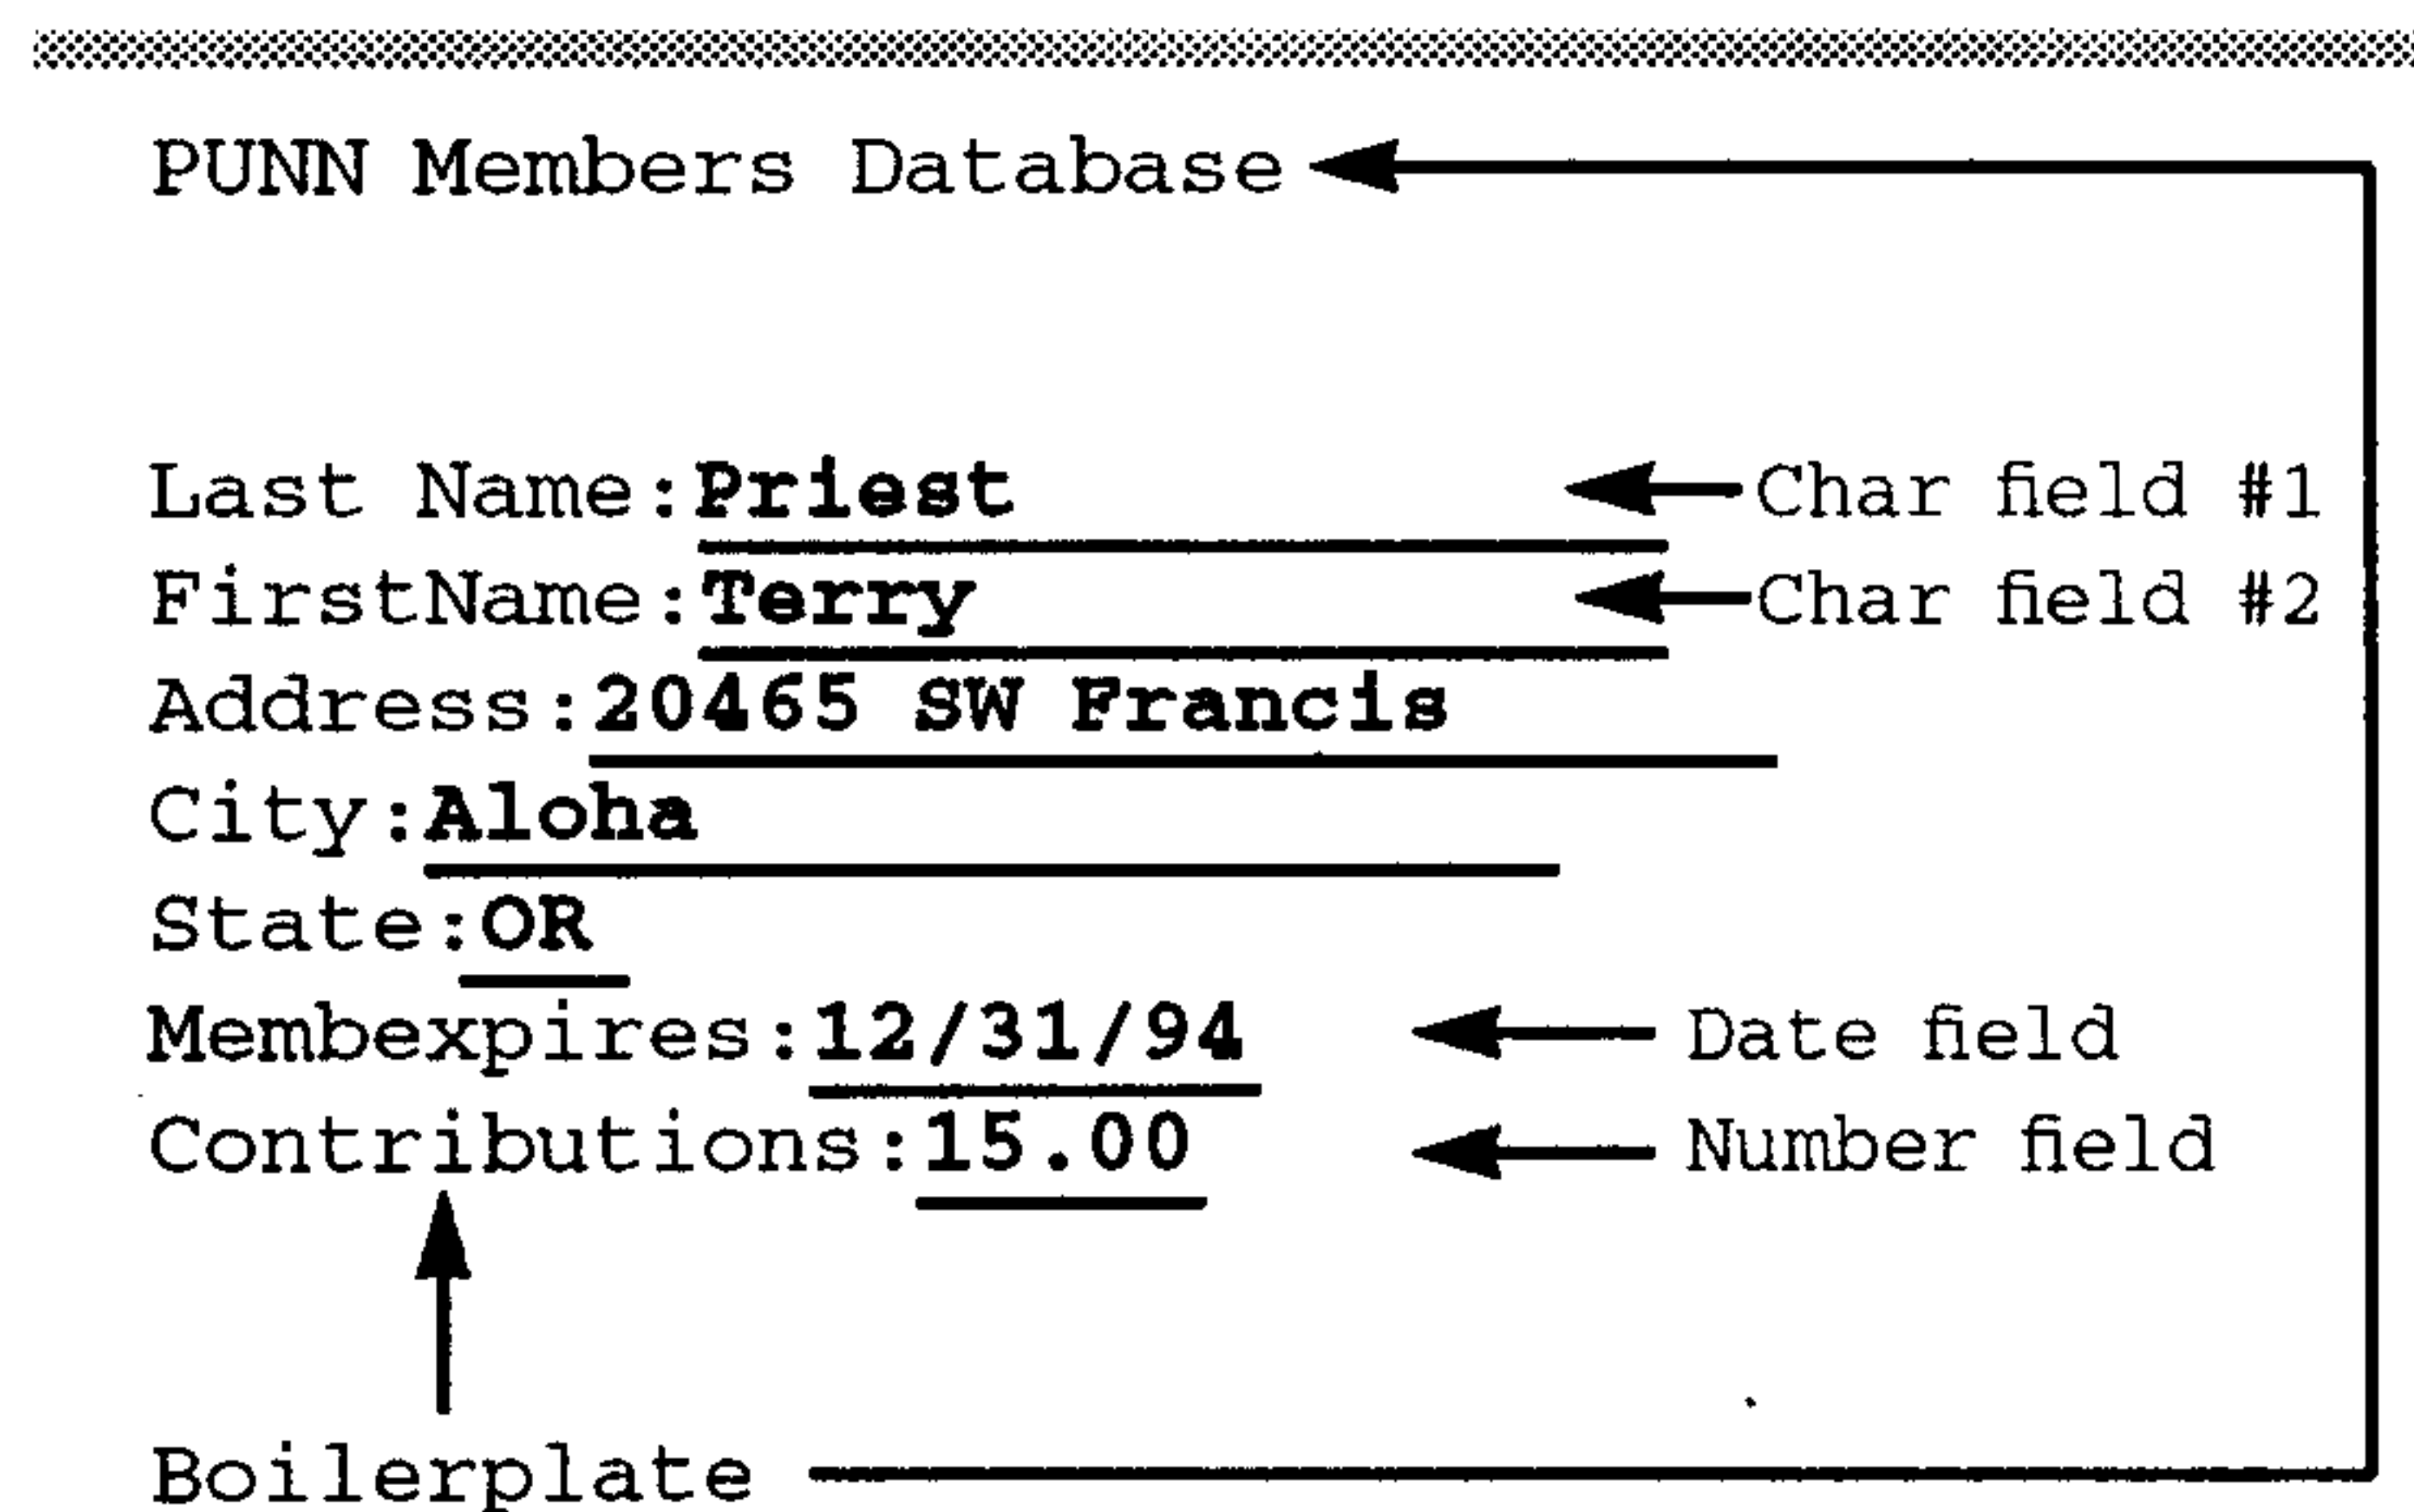 PUNN Members Database
Last Name:Priest Char field #1
FirstName:Terry Char field #2
Address:20465 SW Francis
City:Aloha
State:OR
Membexpires:12/31/94 Date field
Contributions:15.00 Number field
Boilerplate